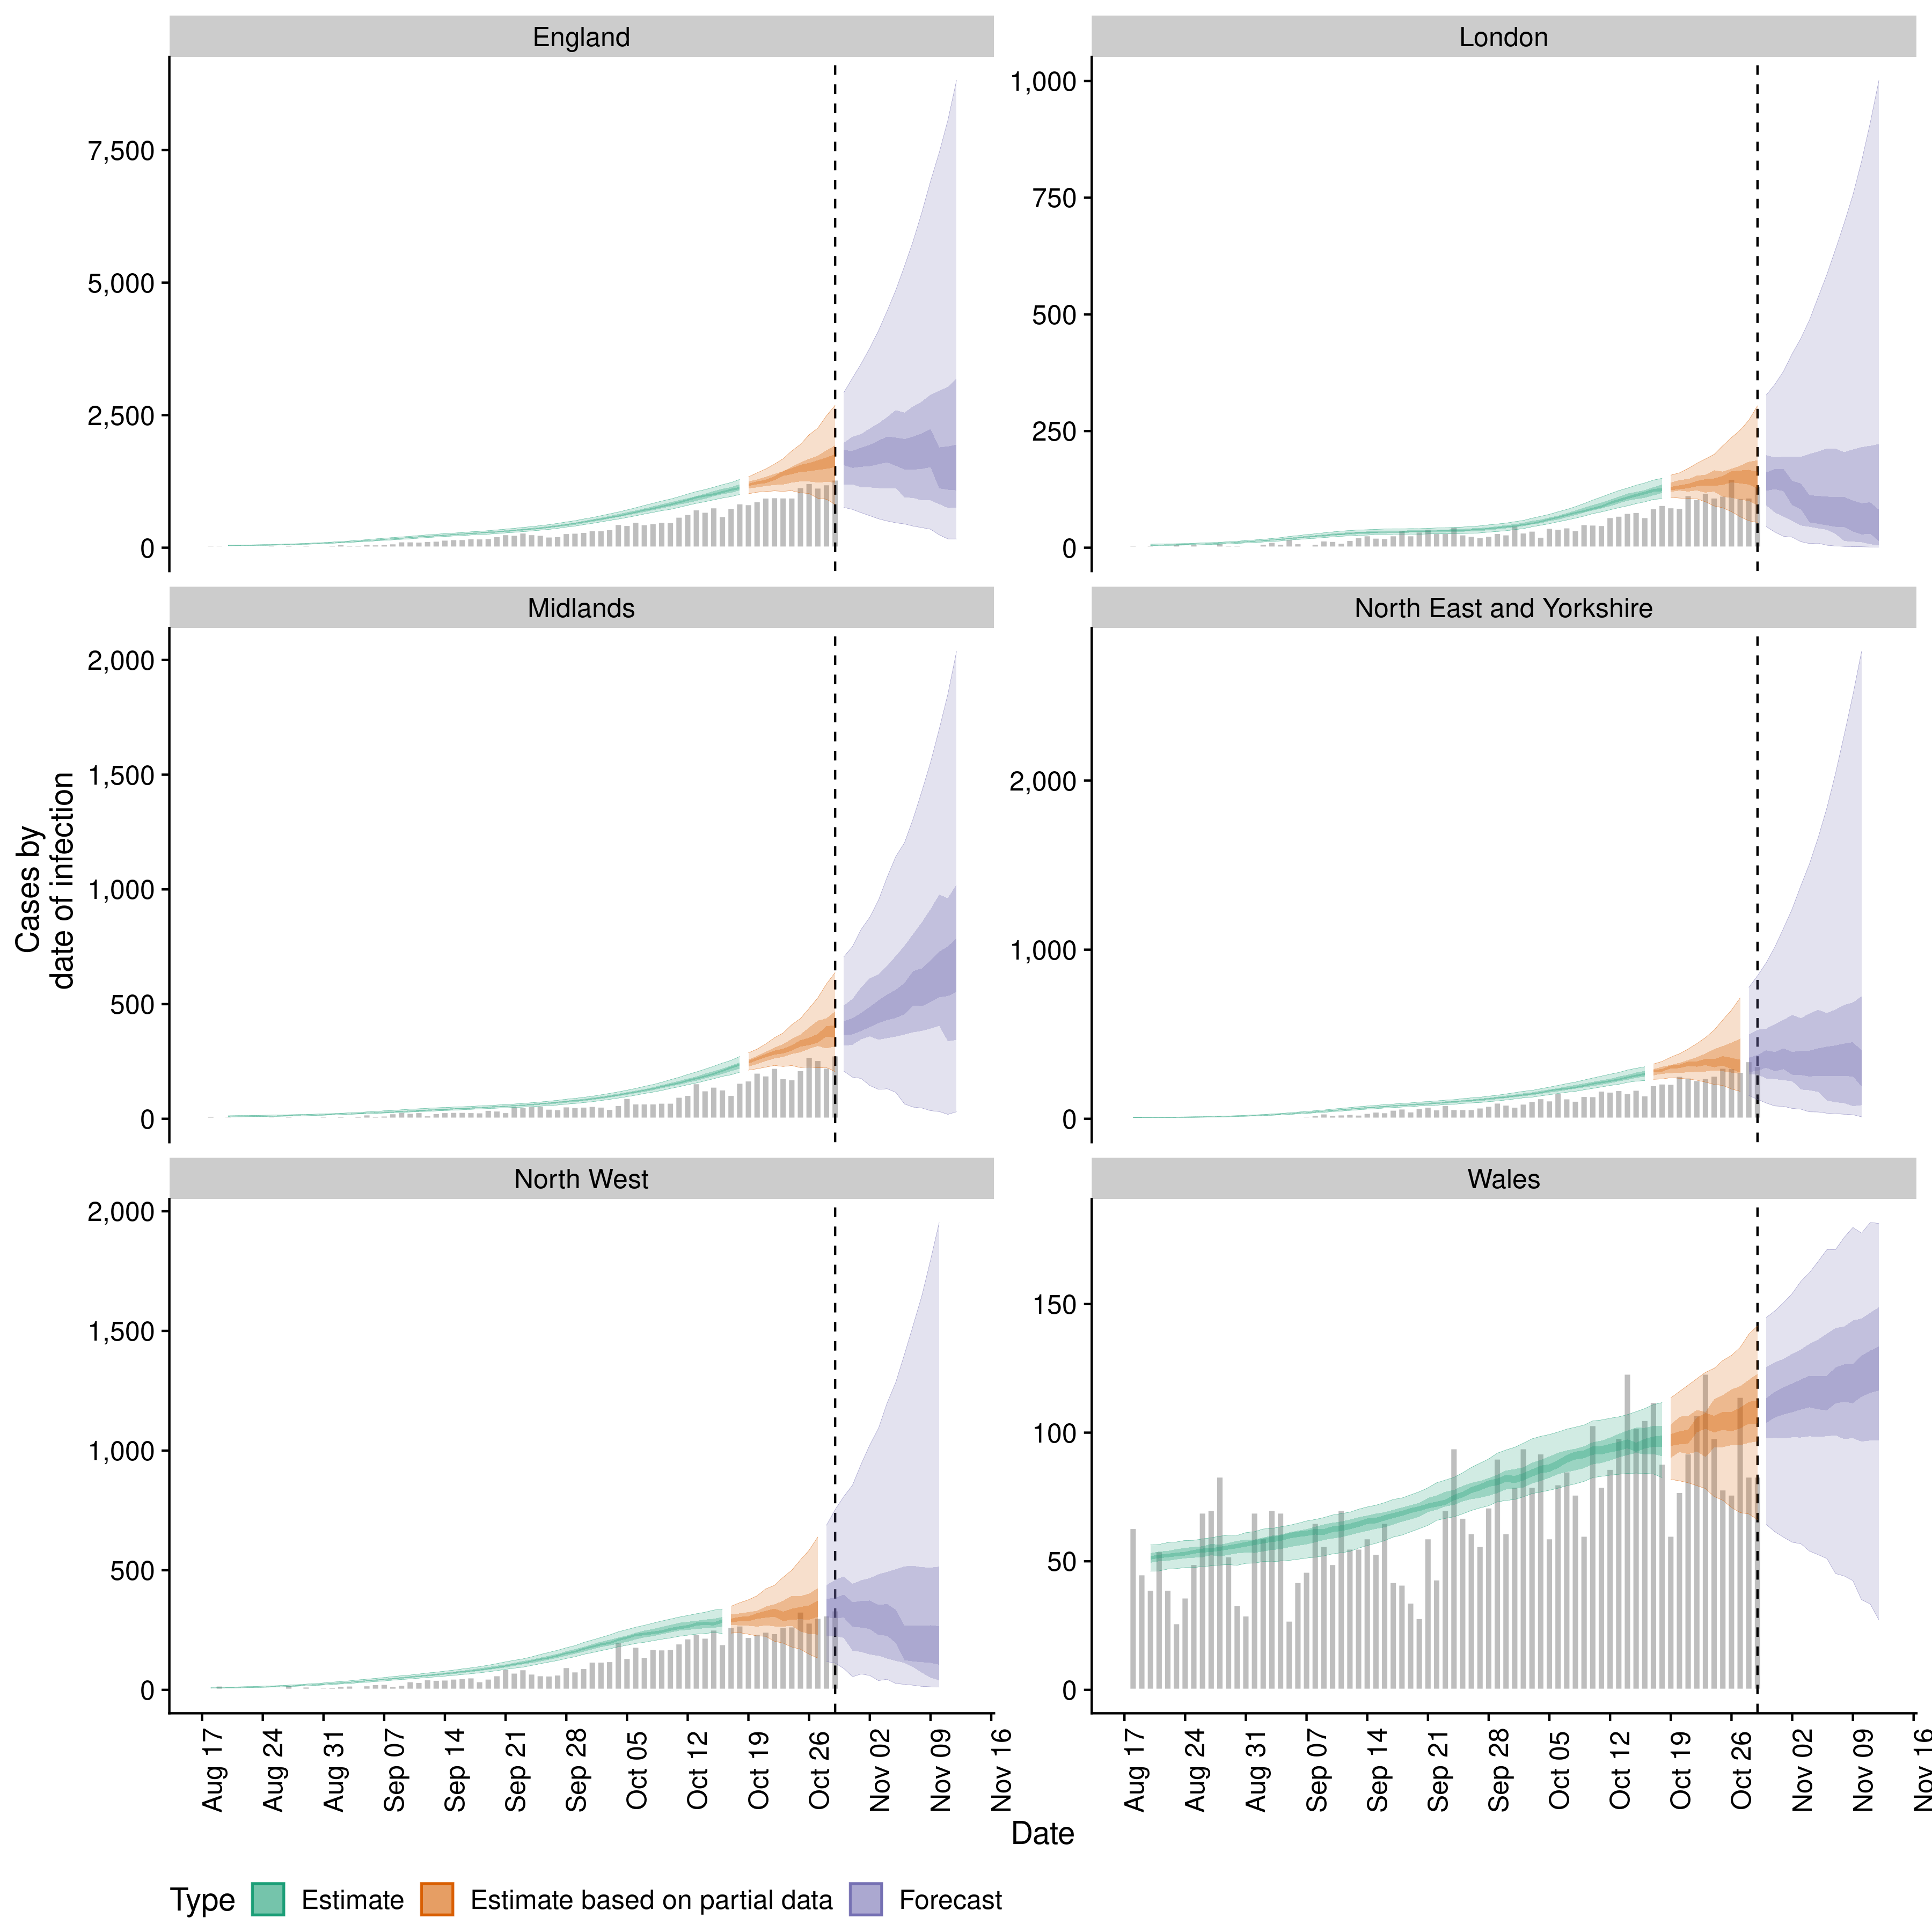 England
London
7,500
5,000
2,500
0
1,000
750
500
250
0
Midlands
North East and Yorkshire
2,000
1,500
1,000
500
0
2,000
1,000
0
North West
Wales
2,000
1,500
1,000
500
0
150
100
50
0
Cases by
date of infection
Aug 17
Aug 24
Aug 31
Sep 07
Sep 14
Sep 21
Sep 28
Oct 05
Oct 12
Oct 19
Oct 26
Nov 02
Nov 09
Nov 16
Aug 17
Aug 24
Aug 31
Sep 07
Sep 14
Sep 21
Sep 28
Oct 05
Oct 12
Oct 19
Oct 26
Nov 02
Nov 09
Nov 16
Date
Type Estimate Estimate based on partial data Forecast